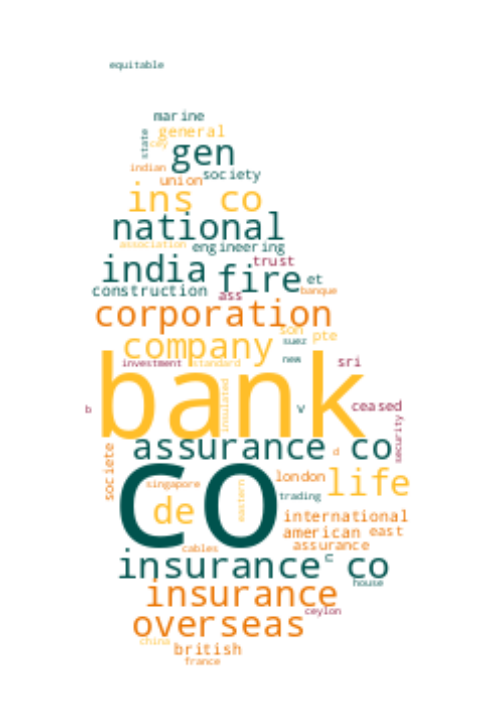 equitable
marine
state
general
cey
gen
indian
society
union
ins co
national
association
engineering
india
fire
trust
et
construction
ass
banque
corporation
son
pte
company
suez
new
investment
standard
sri
bank
insulated
b
v
ceased
security
assurance co
d
societe
co
singapore
london
life
eastern
trading
de
international
american
east
cables
assurance
insurance co
c
house
insurance
ceylon
overseas
china
british
france